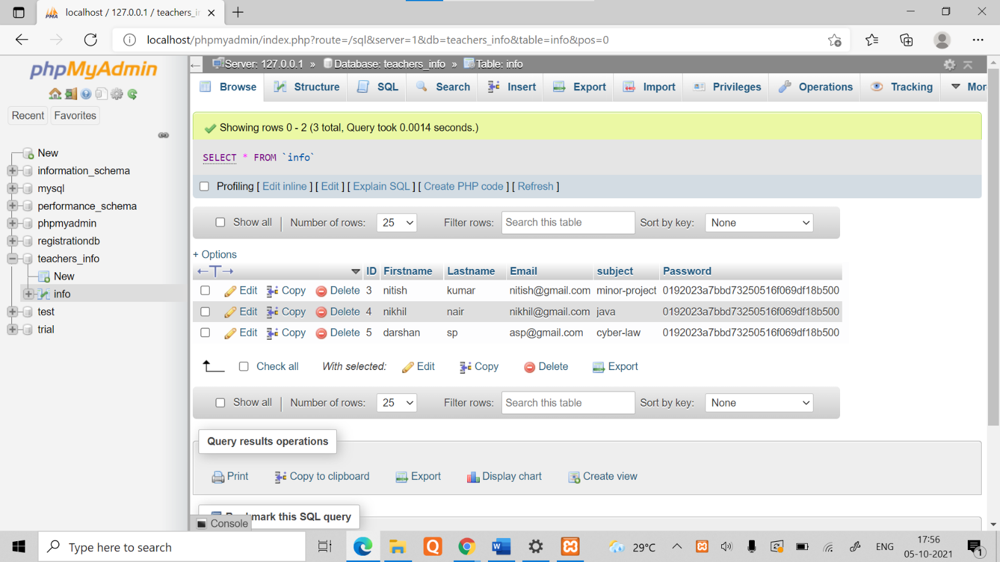 localhost / 127.0.0.1 / teachers_in
localhost/phpmyadmin/index.php?route=/sql&server=1&db=teachers_info&table=info&pos=0
phpMyAdmin
Recent Favorites
New
information_schema
mysql
performance_schema
phpmyadmin
registrationdb
teachers_info
New
info
test
trial
Server: 127.0.0.1 » Database: teachers_info » Table: info
Browse Structure SQL Search Insert Export Import Privileges Operations Tracking Mor
Showing rows 0 - 2 (3 total, Query took 0.0014 seconds.)
SELECT * FROM `info`
Profiling [ Edit inline ] [ Edit ] [ Explain SQL ] [ Create PHP code ] [ Refresh ]
Show all Number of rows: 25 Filter rows: Search this table Sort by key: None
+ Options
←T→ ID Firstname Lastname Email subject Password
Edit Copy Delete 3 nitish kumar nitish@gmail.com minor-project 0192023a7bbd73250516f069df18b500
Edit Copy Delete 4 nikhil nair nikhil@gmail.com java 0192023a7bbd73250516f069df18b500
Edit Copy Delete 5 darshan sp asp@gmail.com cyber-law 0192023a7bbd73250516f069df18b500
Check all With selected: Edit Copy Delete Export
Show all Number of rows: 25 Filter rows: Search this table Sort by key: None
Query results operations
Print Copy to clipboard Export Display chart Create view
mark this SQL query
Console
Type here to search
29°C
ENG
17:56
05-10-2021
1